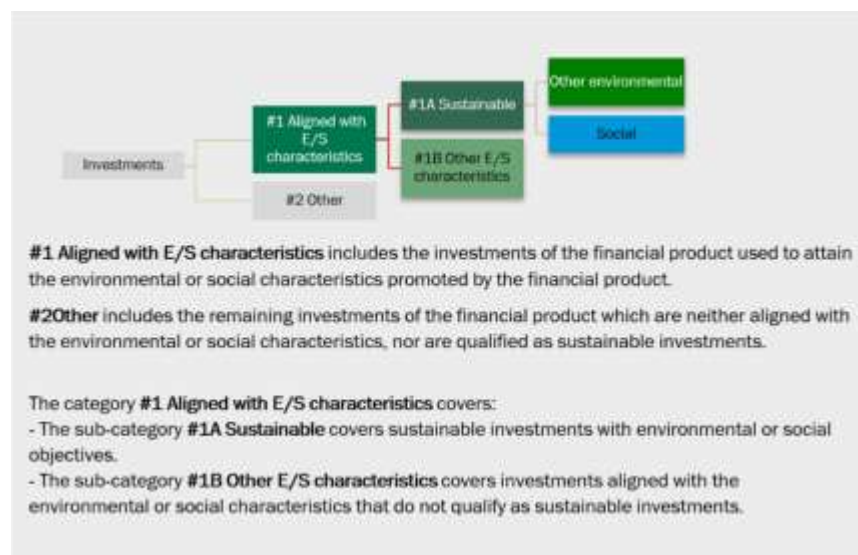 Other environmental
#1A Sustainable
#1 Aligned with
E/S
characteristics
Social
#1B Other E/S
characteristics
Investments
#2 Other
#1 Aligned with E/S characteristics includes the investments of the financial product used to attain
the environmental or social characteristics promoted by the financial product.
#2Other includes the remaining investments of the financial product which are neither aligned with
the environmental or social characteristics, nor are qualified as sustainable investments.
The category #1 Aligned with E/S characteristics covers:
- The sub-category #1A Sustainable covers sustainable investments with environmental or social
objectives.
- The sub-category #1B Other E/S characteristics covers investments aligned with the
environmental or social characteristics that do not qualify as sustainable investments.